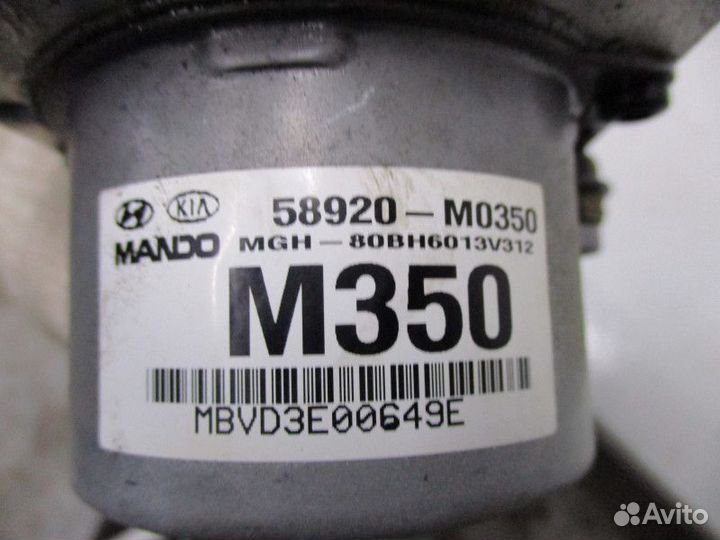 KIA 58920-M0350
MANDO MGH-80BH6013V312
M350
MBVD3E00649E
Avito